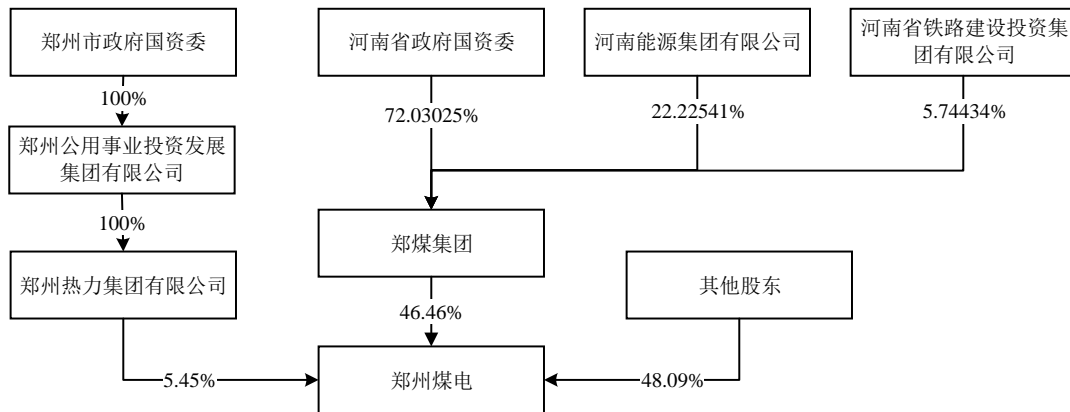 郑州市政府国资委
河南省政府国资委
河南能源集团有限公司
河南省铁路建设投资集
团有限公司
100%
72.03025%
22.22541%
5.74434%
郑州公用事业投资发展
集团有限公司
100%
郑州热力集团有限公司
郑煤集团
其他股东
46.46%
5.45%
郑州煤电
48.09%